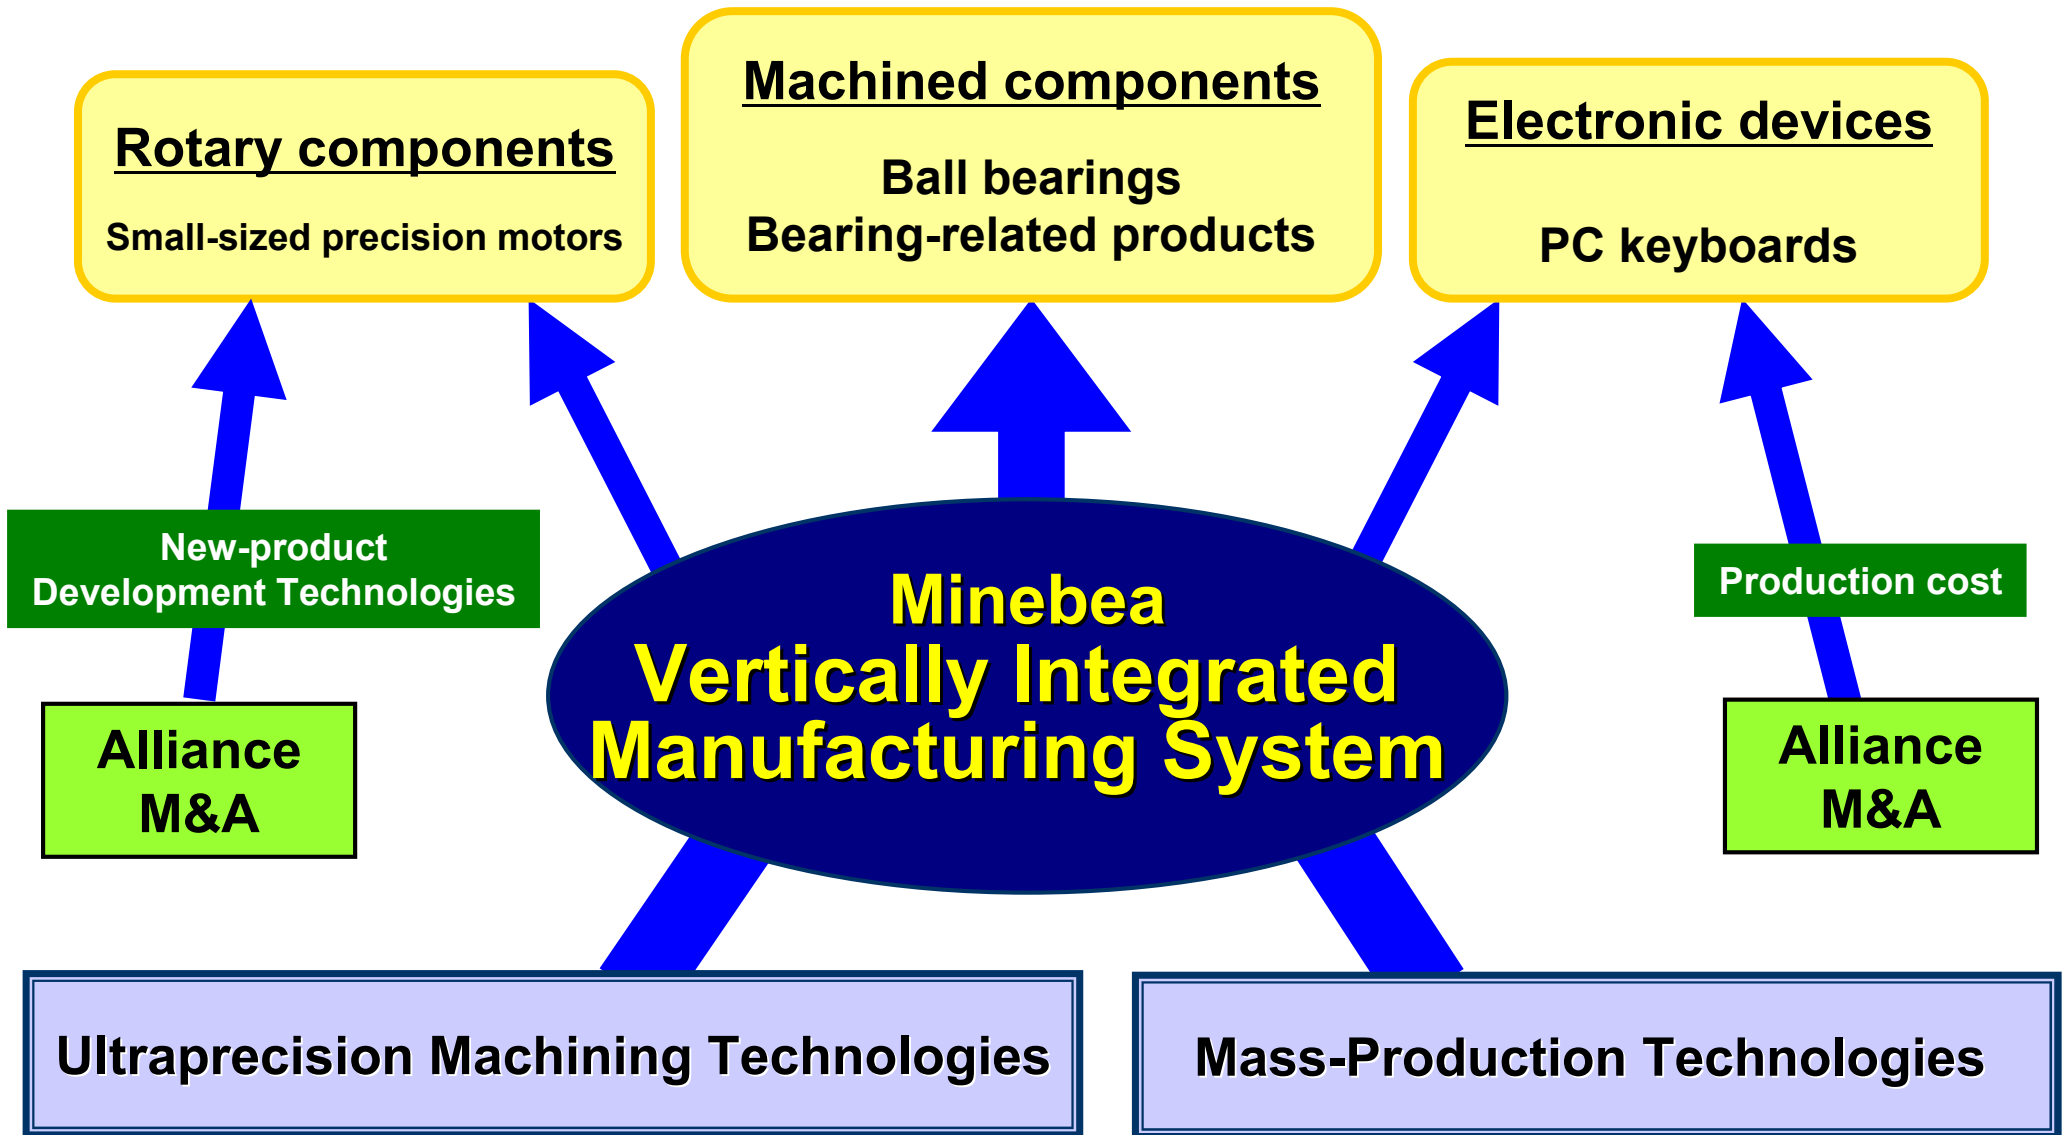 Rotary components
Small-sized precision motors
Machined components
Ball bearings
Bearing-related products
Electronic devices
PC keyboards
New-product
Development Technologies
Production cost
Minebea
Vertically Integrated
Manufacturing System
Alliance
M&A
Alliance
M&A
Ultraprecision Machining Technologies
Mass-Production Technologies